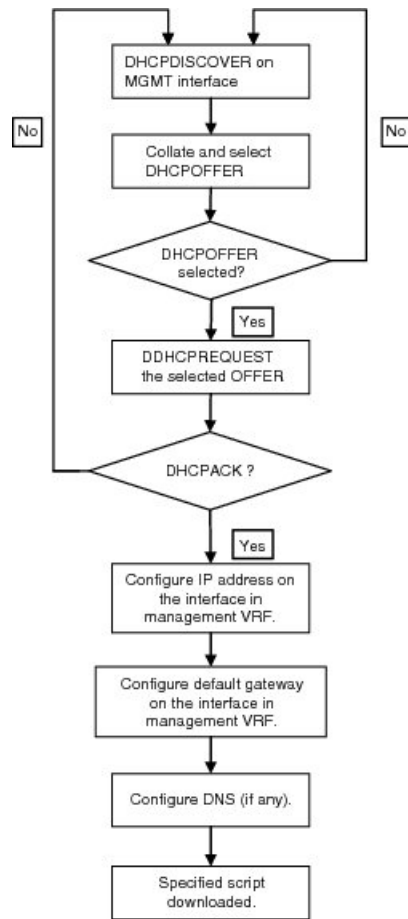 DHCPDISCOVER on
MGMT interface
No
No
Collate and select
DHCPOFFER
DHCPOFFER
selected?
Yes
DDHCPREQUEST
the selected OFFER
DHCPACK ?
Yes
Configure IP address on
the interface in
management VRF.
Configure default gateway
on the interface in
management VRF.
Configure DNS (if any).
Specified script
downloaded.